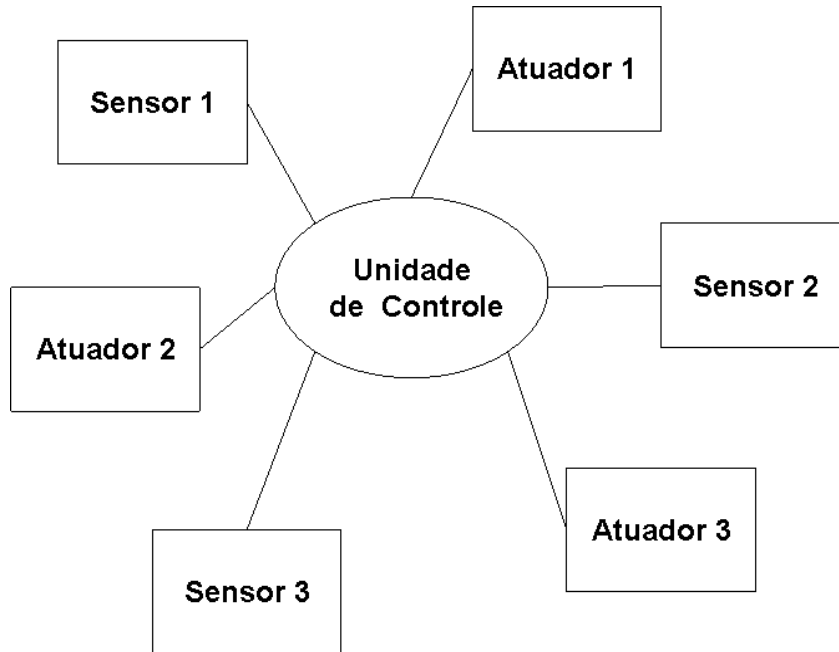 Atuador 1
Sensor 1
Unidade
de Controle
Sensor 2
Atuador 2
Atuador 3
Sensor 3